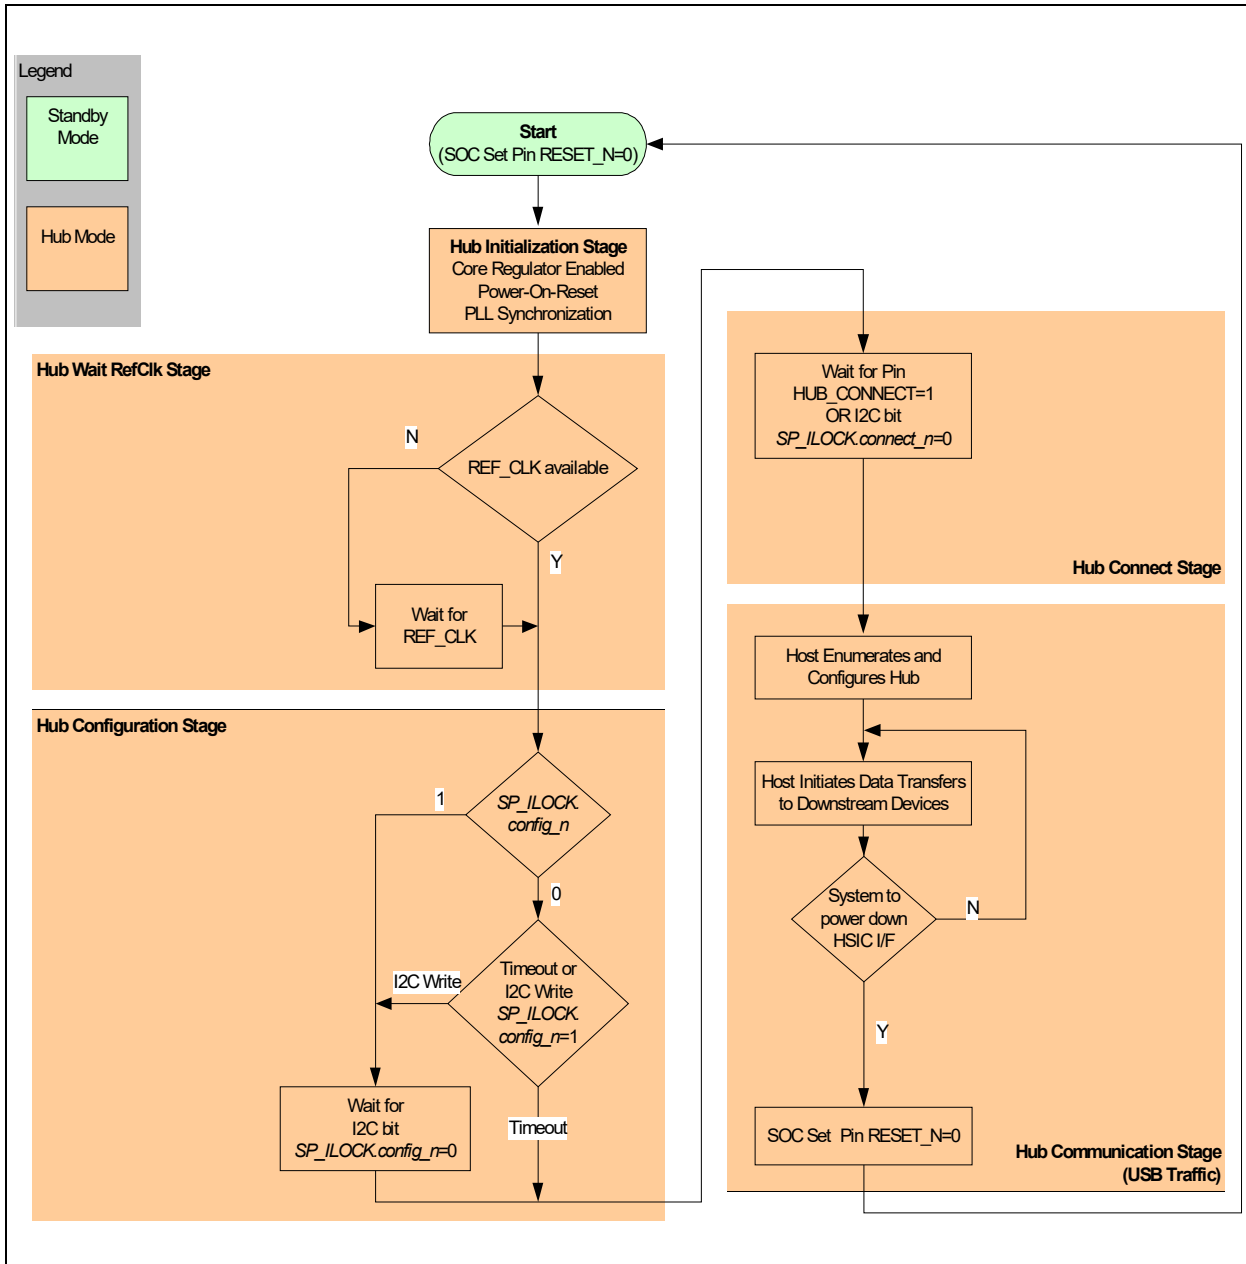 Legend
Standby
Mode
Hub Mode
Start
(SOC Set Pin RESET_N=0)
Hub Initialization Stage
Core Regulator Enabled
Power-On-Reset
PLL Synchronization
Hub Wait RefClk Stage
N
REF_CLK available
Y
Wait for
REF_CLK
Hub Configuration Stage
1
SP_ILOCK.
config_n
0
I2C Write
Timeout or
I2C Write
SP_ILOCK.
config_n=1
Wait for
I2C bit
SP_ILOCK.config_n=0
Timeout
Wait for Pin
HUB_CONNECT=1
OR I2C bit
SP_ILOCK.connect_n=0
Hub Connect Stage
Host Enumerates and
Configures Hub
Host Initiates Data Transfers
to Downstream Devices
System to
power down
HSIC I/F
N
Y
SOC Set Pin RESET_N=0
Hub Communication Stage
(USB Traffic)